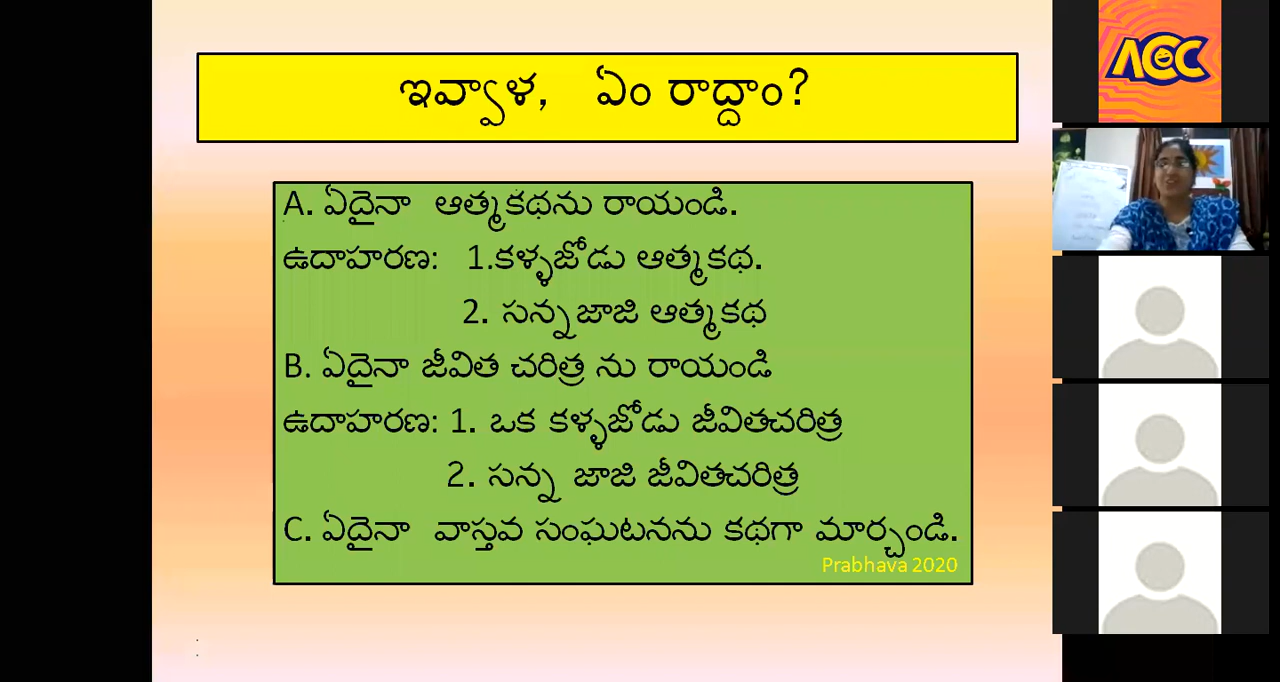 ఇవ్వాళ, ఏం రాద్దాం?
A. ఏదైనా ఆత్మకథను రాయండి.
ఉదాహరణ: 1.కళ్ళజోడు ఆత్మకథ.
2. సన్నజాజి ఆత్మకథ
B. ఏదైనా జీవిత చరిత్ర ను రాయండి
ఉదాహరణ: 1. ఒక కళ్ళజోడు జీవితచరిత్ర
2. సన్న జాజి జీవితచరిత్ర
C. ఏదైనా వాస్తవ సంఘటనను కథగా మార్చండి.
Prabhava 2020
ACC